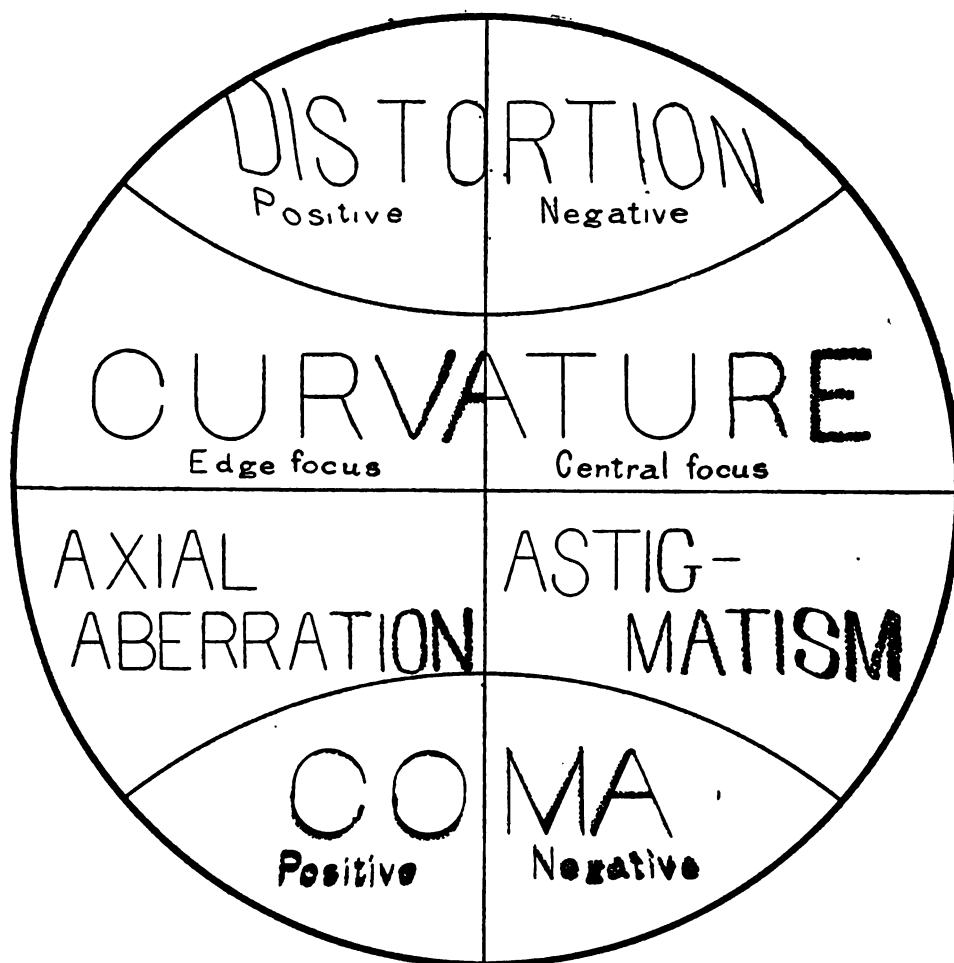 DISTORTION
Positive Negative
CURVATURE
Edge focus Central focus
AXIAL
ABERRATION
ASTIG-
MATISM
COMA
Positive Negative